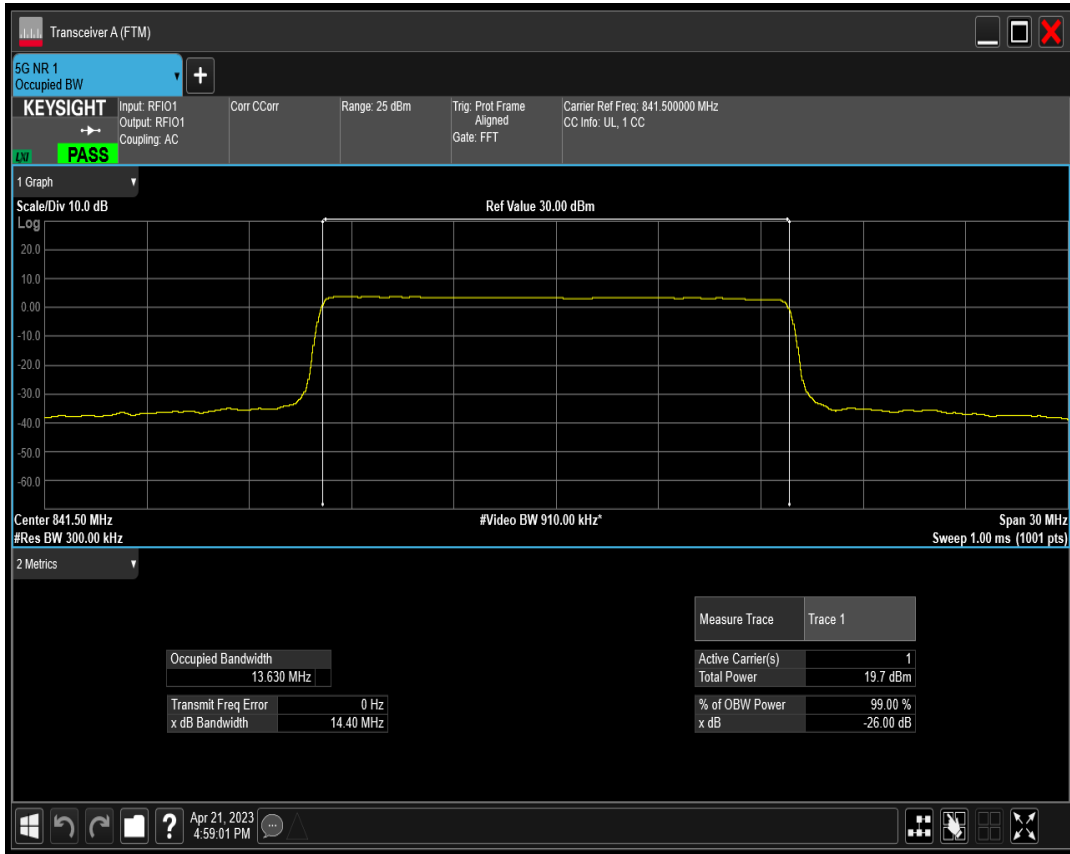 Transceiver A (FTM)
5G NR 1
Occupied BW
+
KEYSIGHT
LXI
PASS
Input: RFIO1
Output: RFIO1
Coupling: AC
Corr CCorr
Range: 25 dBm
Trig: Prot Frame
Aligned
Gate: FFT
Carrier Ref Freq: 841.500000 MHz
CC Info: UL, 1 CC
1 Graph
Scale/Div 10.0 dB
Ref Value 30.00 dBm
Log
20.0
10.0
0.00
-10.0
-20.0
-30.0
-40.0
-50.0
-60.0
Center 841.50 MHz
#Video BW 910.00 kHz*
Span 30 MHz
#Res BW 300.00 kHz
Sweep 1.00 ms (1001 pts)
2 Metrics
Measure Trace Trace 1
Occupied Bandwidth
13.630 MHz
Active Carrier(s) 1
Total Power 19.7 dBm
Transmit Freq Error 0 Hz
x dB Bandwidth 14.40 MHz
% of OBW Power 99.00 %
x dB -26.00 dB
?
Apr 21, 2023
4:59:01 PM